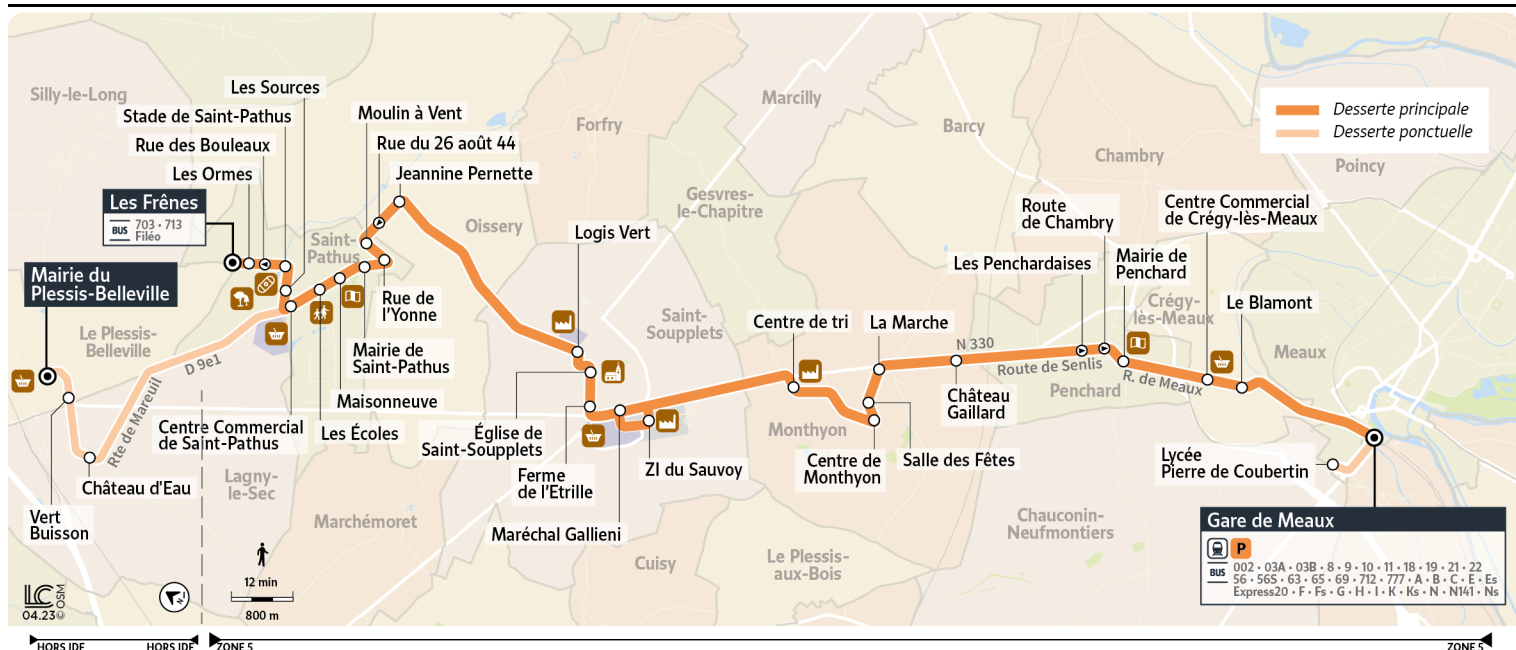 Silly-le-Long
Les Sources
Stade de Saint-Pathus
Rue des Bouleaux
Les Ormes
Les Frênes
BUS
703 • 713
Filéo
Mairie du
Plessis-Belleville
Le Plessis-
Belleville
D 9e1
Rte de Mareuil
Vert
Buisson
Château d'Eau
Centre Commercial
de Saint-Pathus
Les Écoles
Maisonneuve
Mairie de
Saint-Pathus
Rue de
l'Yonne
Saint-
Pathus
Moulin à Vent
Rue du 26 août 44
Jeannine Pernette
Oissery
Forfry
Marcilly
Gesvres-
le-Chapitre
Logis Vert
Saint-
Soupplets
Église de
Saint-Soupplets
Ferme
de l'Etrille
Maréchal Gallieni
ZI du Sauvoy
Lagny-
le-Sec
Marchémoret
Cuisy
Le Plessis-
aux-Bois
Centre de tri
Monthyon
Centre de
Monthyon
Salle des Fêtes
La Marche
N 330
Château
Gaillard
Route de Senlis
Penchard
R. de Meaux
Les Penchardaises
Route
de Chambry
Mairie de
Penchard
Barcy
Chambry
Crégy-
lès-Meaux
Centre Commercial
de Crégy-lès-Meaux
Le Blamont
Meaux
Poincy
Desserte principale
Desserte ponctuelle
Chauconin-
Neufmontiers
Lycée
Pierre de Coubertin
Gare de Meaux
P
BUS
002 • 03A • 03B • 8 • 9 • 10 • 11 • 18 • 19 • 21 • 22
56 • 56S • 63 • 65 • 69 • 712 • 777 • A • B • C • E • Es
Express20 • F • Fs • G • H • I • K • Ks • N • N141 • Ns
12 min
800 m
LC
04.23 © OSM
HORS IDF
HORS IDF
ZONE 5
ZONE 5